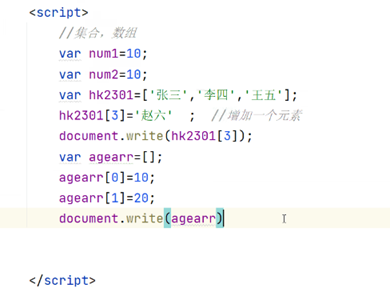 <script>
//集合，数组
var num1=10;
var num2=10;
var hk2301=['张三','李四','王五'];
hk2301[3]='赵六' ; //增加一个元素
document.write(hk2301[3]);
var agearr=[];
agearr[0]=10;
agearr[1]=20;
document.write(agearr)
</script>